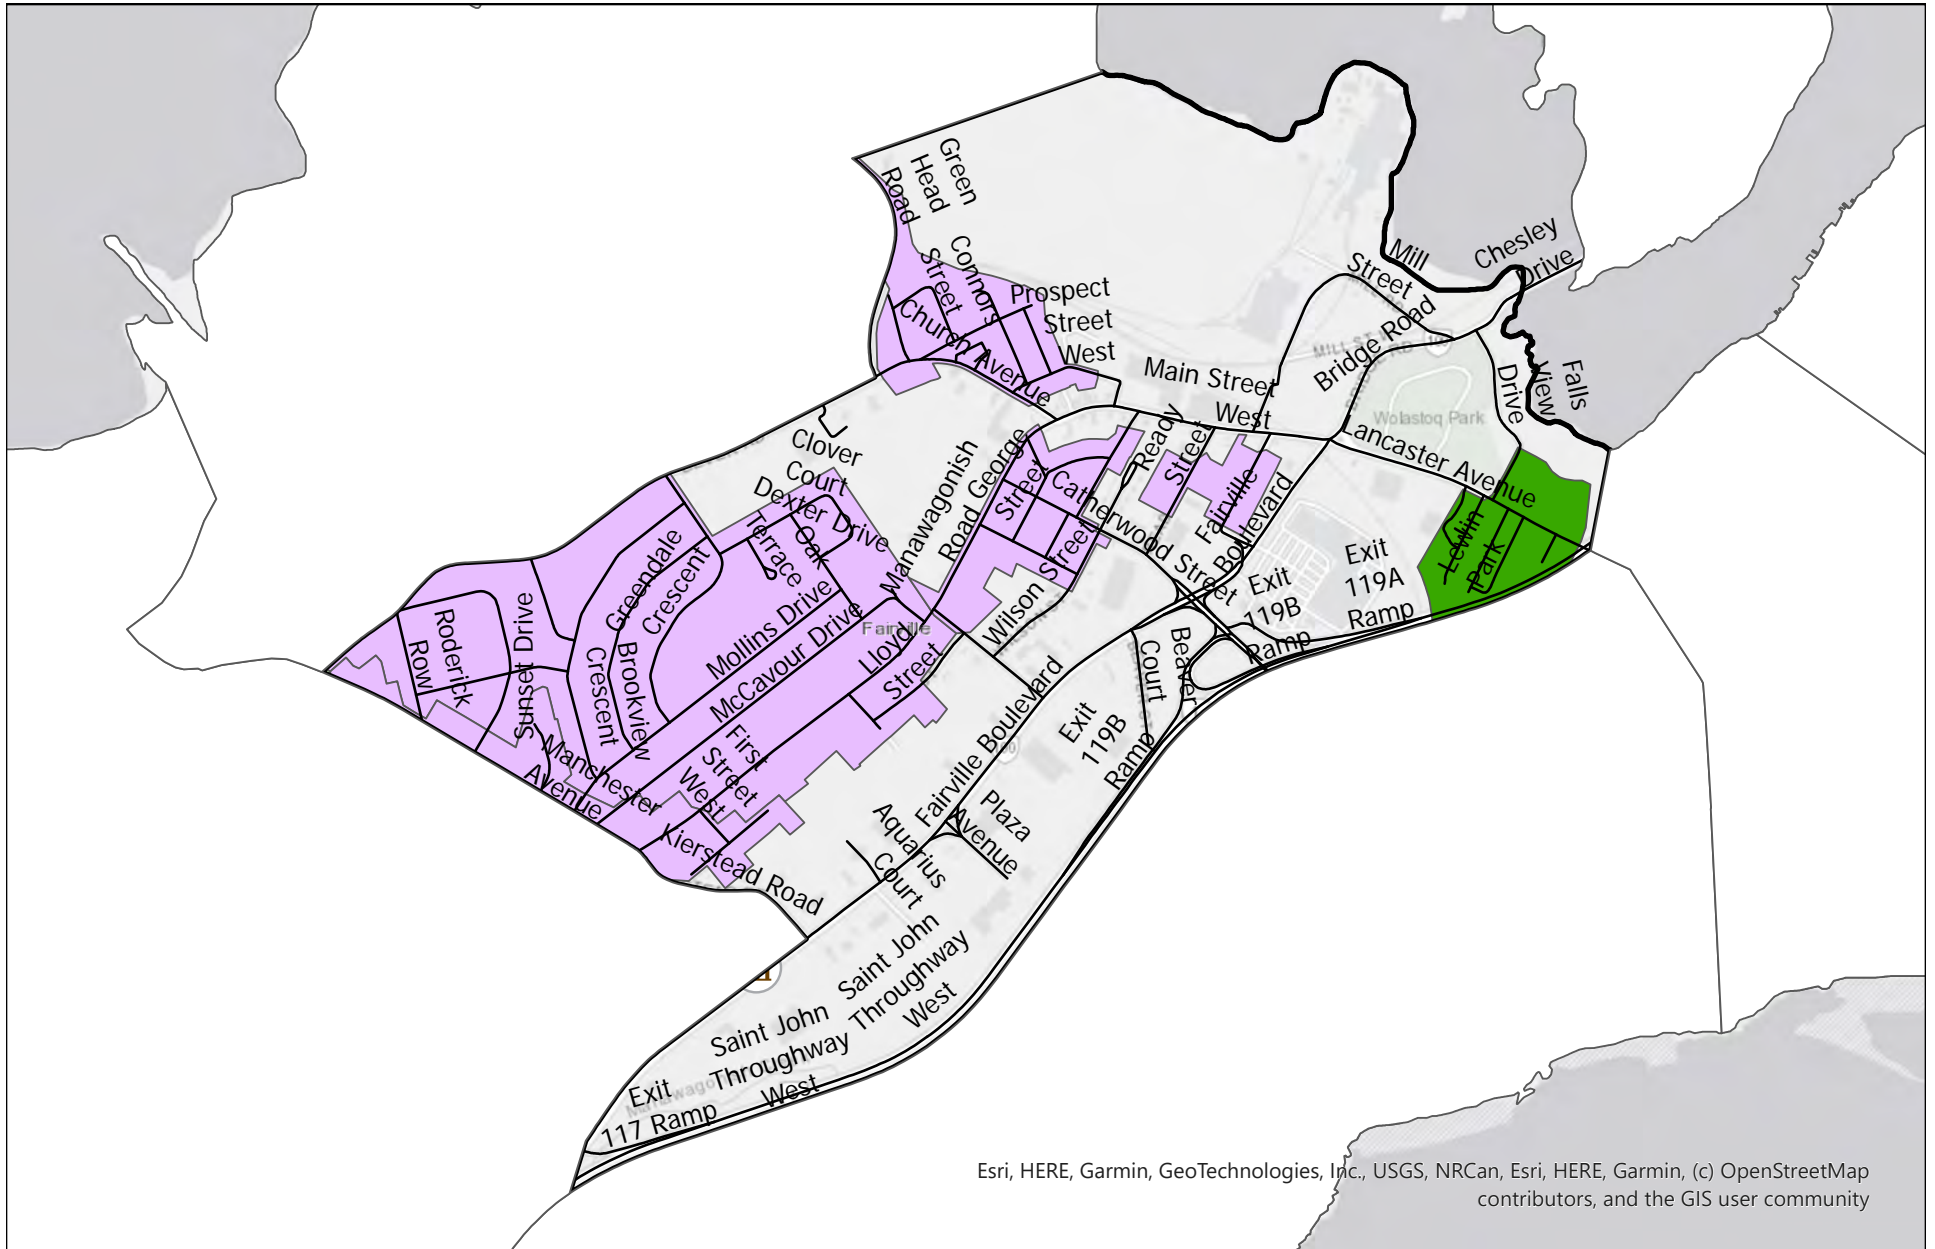 Green
Head
Road
Connors
Street
Prospect
Street
West
Church Avenue
Mill
Street
Chesley
Drive
Bridge Road
Falls
View
Drive
Main Street
West
Wolastoq Park
Lancaster Avenue
Clover
Court
Dexter Drive
Terrace
Oak
Manawagonish
Road
George
Street
Ready
Street
Catherwood Street
Fairville
Boulevard
Lewin
Park
Exit
119A
Ramp
Exit
119B
Ramp
Greendale
Crescent
Mollins Drive
McCavour Drive
Fairville
Lloyd
Street
Wilson
Street
Beaver
Court
Roderick
Row
Sunset Drive
Brookview
Crescent
First
Street
West
Manchester
Avenue
Kierstead Road
Fairville Boulevard
Exit
119B
Ramp
Plaza
Avenue
Aquarius
Court
Saint John
Throughway
West
Saint John
Throughway
West
Exit
117 Ramp
Esri, HERE, Garmin, GeoTechnologies, Inc., USGS, NRCan, Esri, HERE, Garmin, (c) OpenStreetMap
contributors, and the GIS user community